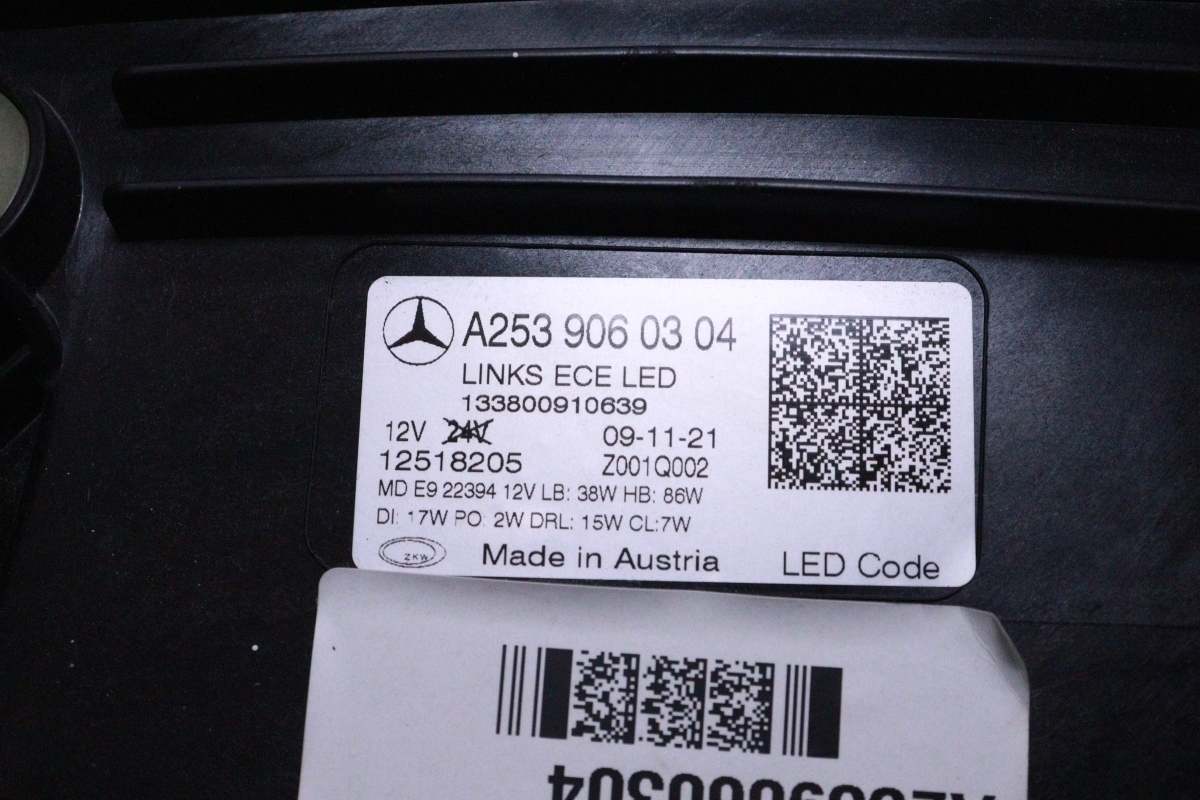 A253 906 03 04
LINKS ECE LED
133800910639
12V 24V 09-11-21
12518205 Z001Q002
MD E9 22394 12V LB: 38W HB: 86W
DI: 17W PO: 2W DRL: 15W CL:7W
ZKW Made in Austria LED Code
A2539060304